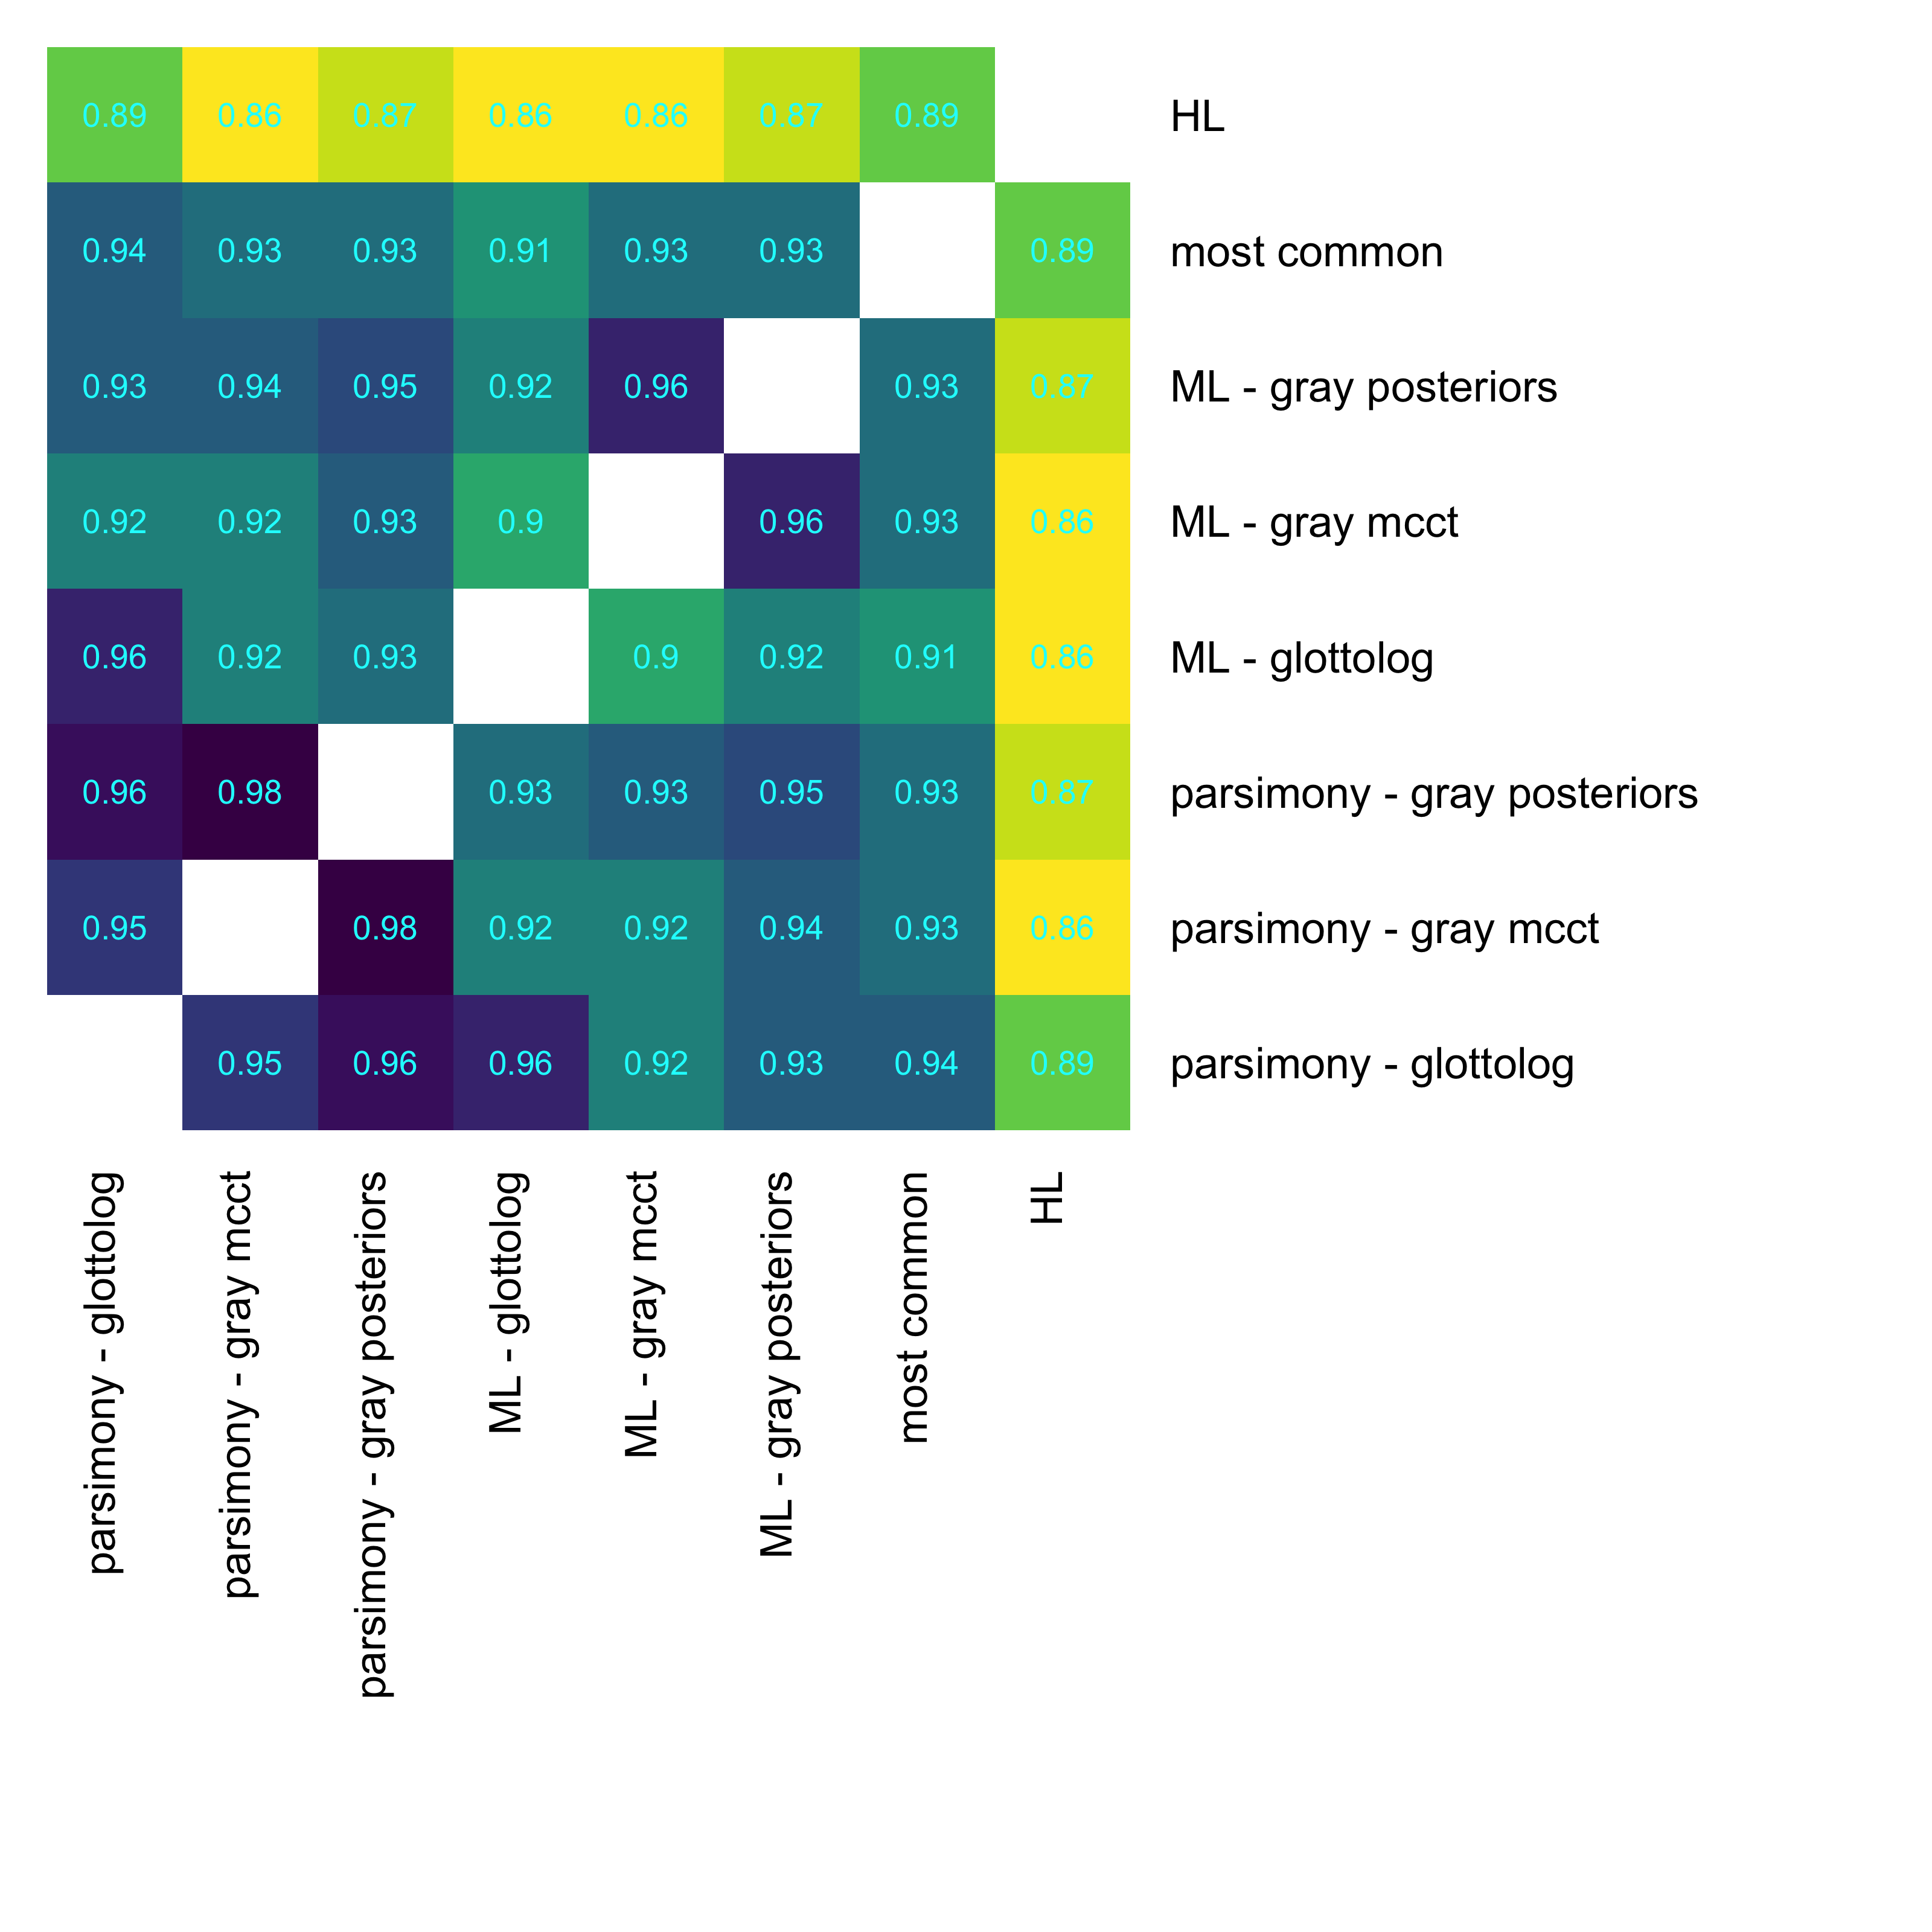 0.89 0.86 0.87 0.86 0.86 0.87 0.89 HL
0.94 0.93 0.93 0.91 0.93 0.93 0.89 most common
0.93 0.94 0.95 0.92 0.96 0.93 0.87 ML - gray posteriors
0.92 0.92 0.93 0.9 0.96 0.93 0.86 ML - gray mcct
0.96 0.92 0.93 0.9 0.92 0.91 0.86 ML - glottolog
0.96 0.98 0.93 0.93 0.95 0.93 0.87 parsimony - gray posteriors
0.95 0.98 0.92 0.92 0.94 0.93 0.86 parsimony - gray mcct
0.95 0.96 0.96 0.92 0.93 0.94 0.89 parsimony - glottolog
parsimony - glottolog
parsimony - gray mcct
parsimony - gray posteriors
ML - glottolog
ML - gray mcct
ML - gray posteriors
most common
HL